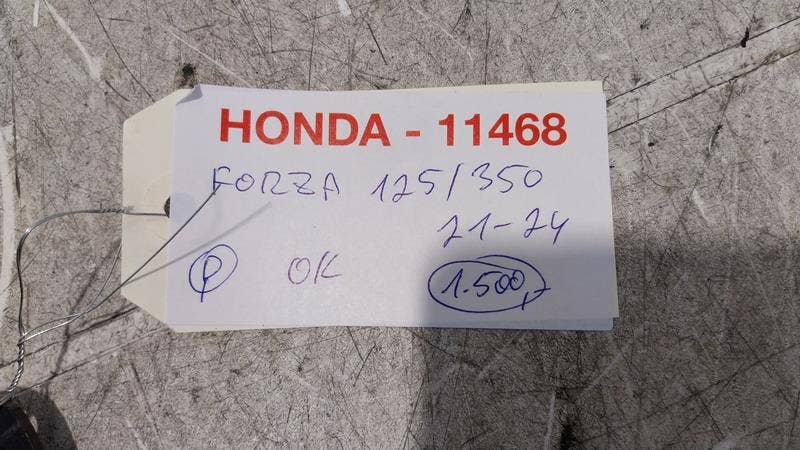 HONDA - 11468
FORZA 125/350
21-24
P OK 1.500,-